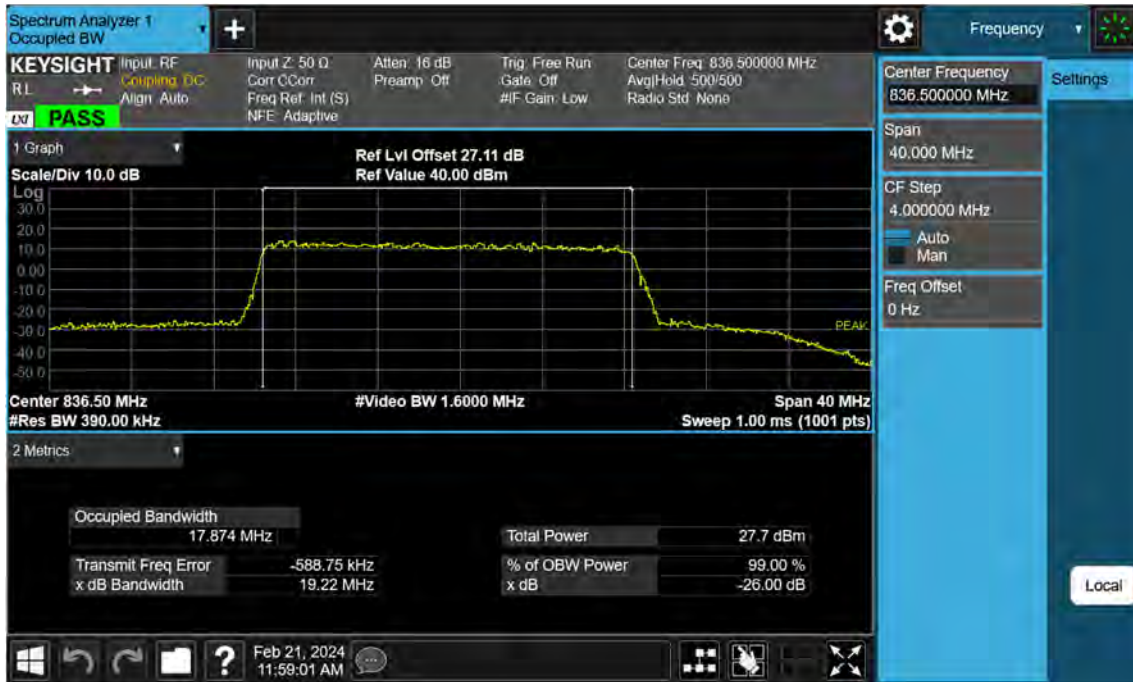 Spectrum Analyzer 1
Occupied BW
+
Frequency
KEYSIGHT
RL
LXI PASS
Input: RF
Coupling: DC
Align: Auto
Input Z: 50 Ω
Corr CCorr
Freq Ref: Int (S)
NFE: Adaptive
Atten: 16 dB
Preamp: Off
Trig: Free Run
Gate: Off
#IF Gain: Low
Center Freq: 836.500000 MHz
Avg|Hold: 500/500
Radio Std: None
Center Frequency
836.500000 MHz
Settings
Span
40.000 MHz
CF Step
4.000000 MHz
Auto
Man
Freq Offset
0 Hz
Local
1 Graph
Scale/Div 10.0 dB
Ref Lvl Offset 27.11 dB
Ref Value 40.00 dBm
Log
30.0
20.0
10.0
0.00
-10.0
-20.0
-30.0
-40.0
-50.0
PEAK
Center 836.50 MHz
#Video BW 1.6000 MHz
Span 40 MHz
#Res BW 390.00 kHz
Sweep 1.00 ms (1001 pts)
2 Metrics
Occupied Bandwidth
17.874 MHz
Total Power 27.7 dBm
Transmit Freq Error -588.75 kHz
% of OBW Power 99.00 %
x dB Bandwidth 19.22 MHz
x dB -26.00 dB
?
Feb 21, 2024
11:59:01 AM